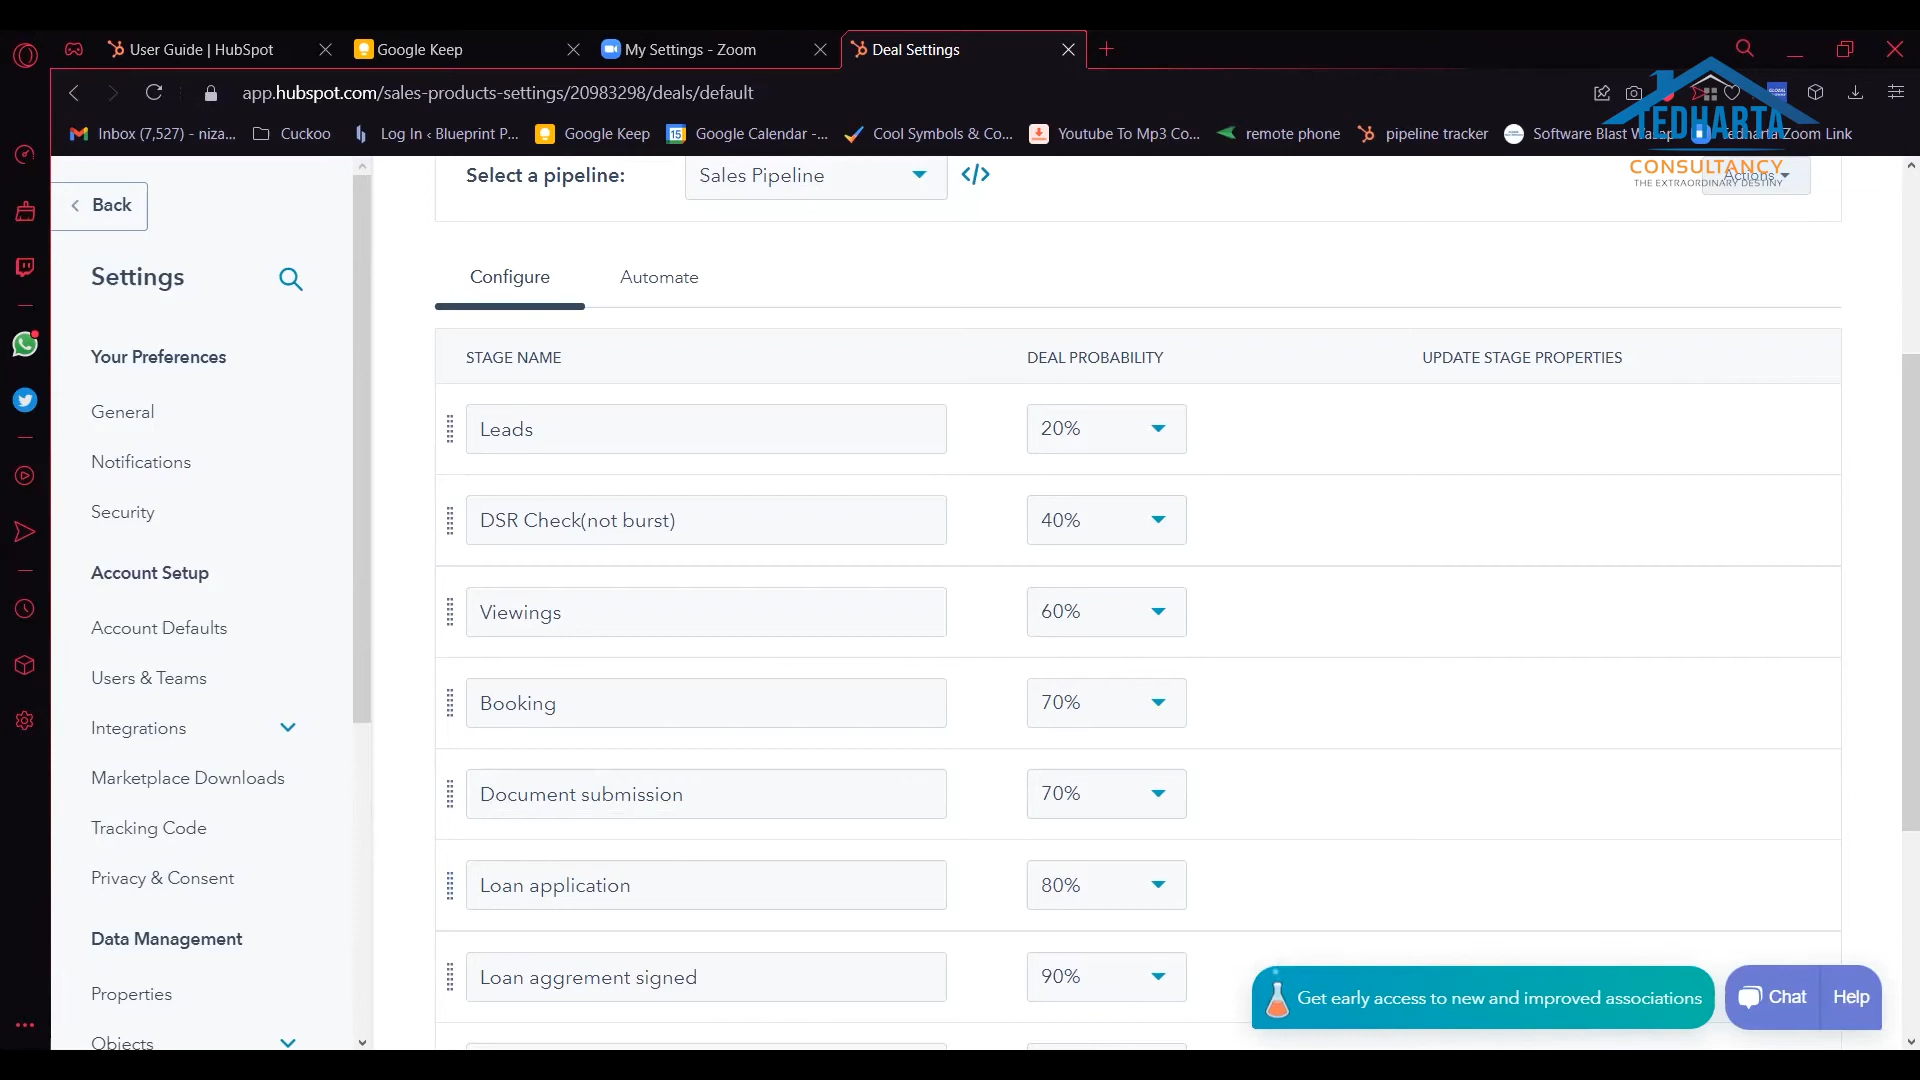 User Guide | HubSpot
Google Keep
My Settings - Zoom
Deal Settings
app.hubspot.com/sales-products-settings/20983298/deals/default
Inbox (7,527) - niza...
Cuckoo
Log In ‹ Blueprint P...
Google Keep
15
Google Calendar -...
Cool Symbols & Co...
Youtube To Mp3 Co...
remote phone
pipeline tracker
Software Blast Wasap
Tedharta Zoom Link
TEDHARTA
CONSULTANCY
THE EXTRAORDINARY DESTINY
Back
Select a pipeline:
Sales Pipeline
</>
Actions
Settings
Configure
Automate
Your Preferences
General
Notifications
Security
Account Setup
Account Defaults
Users & Teams
Integrations
Marketplace Downloads
Tracking Code
Privacy & Consent
Data Management
Properties
Objects
STAGE NAME
DEAL PROBABILITY
UPDATE STAGE PROPERTIES
Leads
20%
DSR Check(not burst)
40%
Viewings
60%
Booking
70%
Document submission
70%
Loan application
80%
Loan aggrement signed
90%
Get early access to new and improved associations
Chat
Help